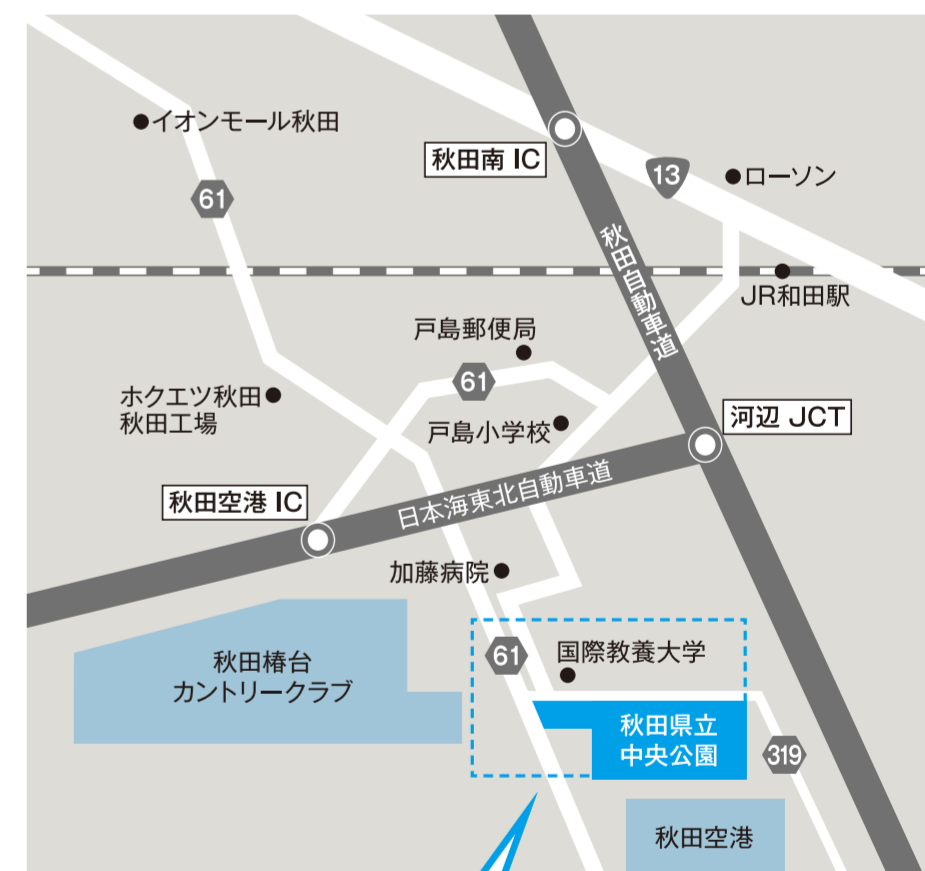 イオンモール秋田
秋田南 IC
13
ローソン
61
秋田自動車道
JR和田駅
戸島郵便局
61
ホクエツ秋田
秋田工場
戸島小学校
河辺 JCT
秋田空港 IC
日本海東北自動車道
加藤病院
61
国際教養大学
秋田椿台
カントリークラブ
秋田県立
中央公園
319
秋田空港